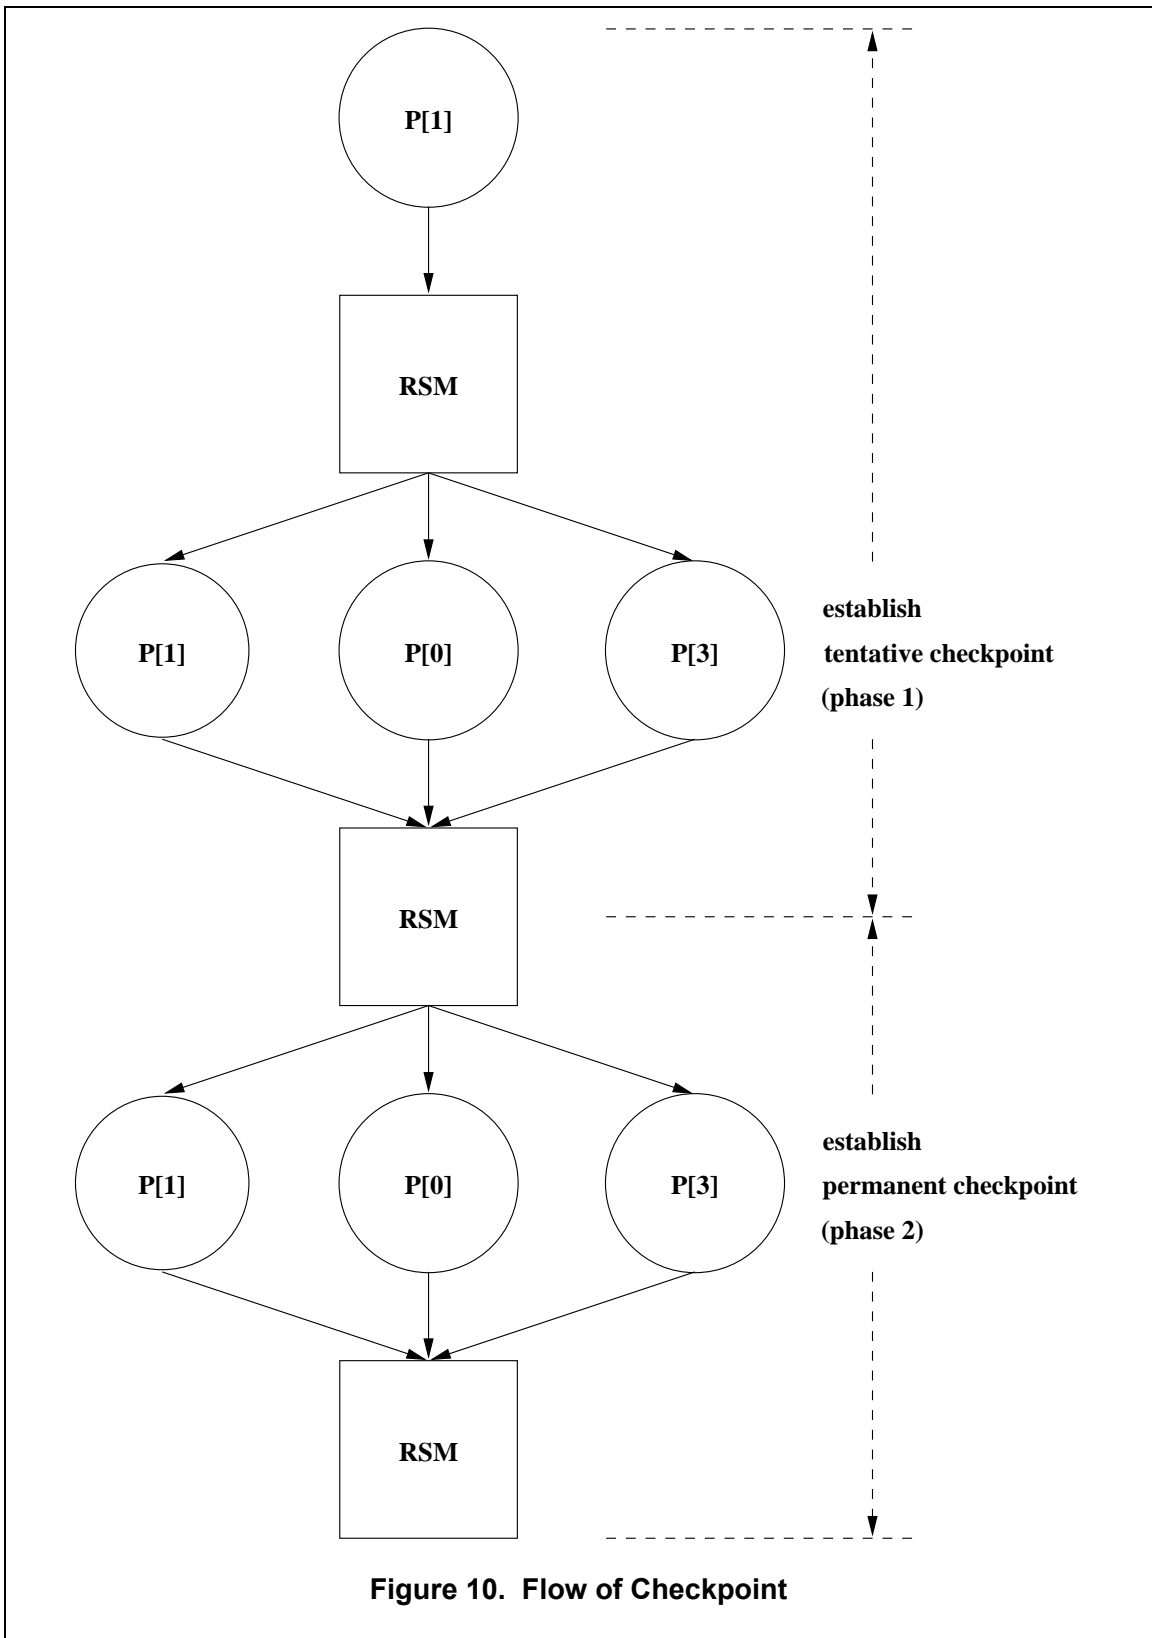 P[1]
RSM
P[1]
P[0]
P[3]
establish
tentative checkpoint
(phase 1)
RSM
P[1]
P[0]
P[3]
establish
permanent checkpoint
(phase 2)
RSM
Figure 10. Flow of Checkpoint